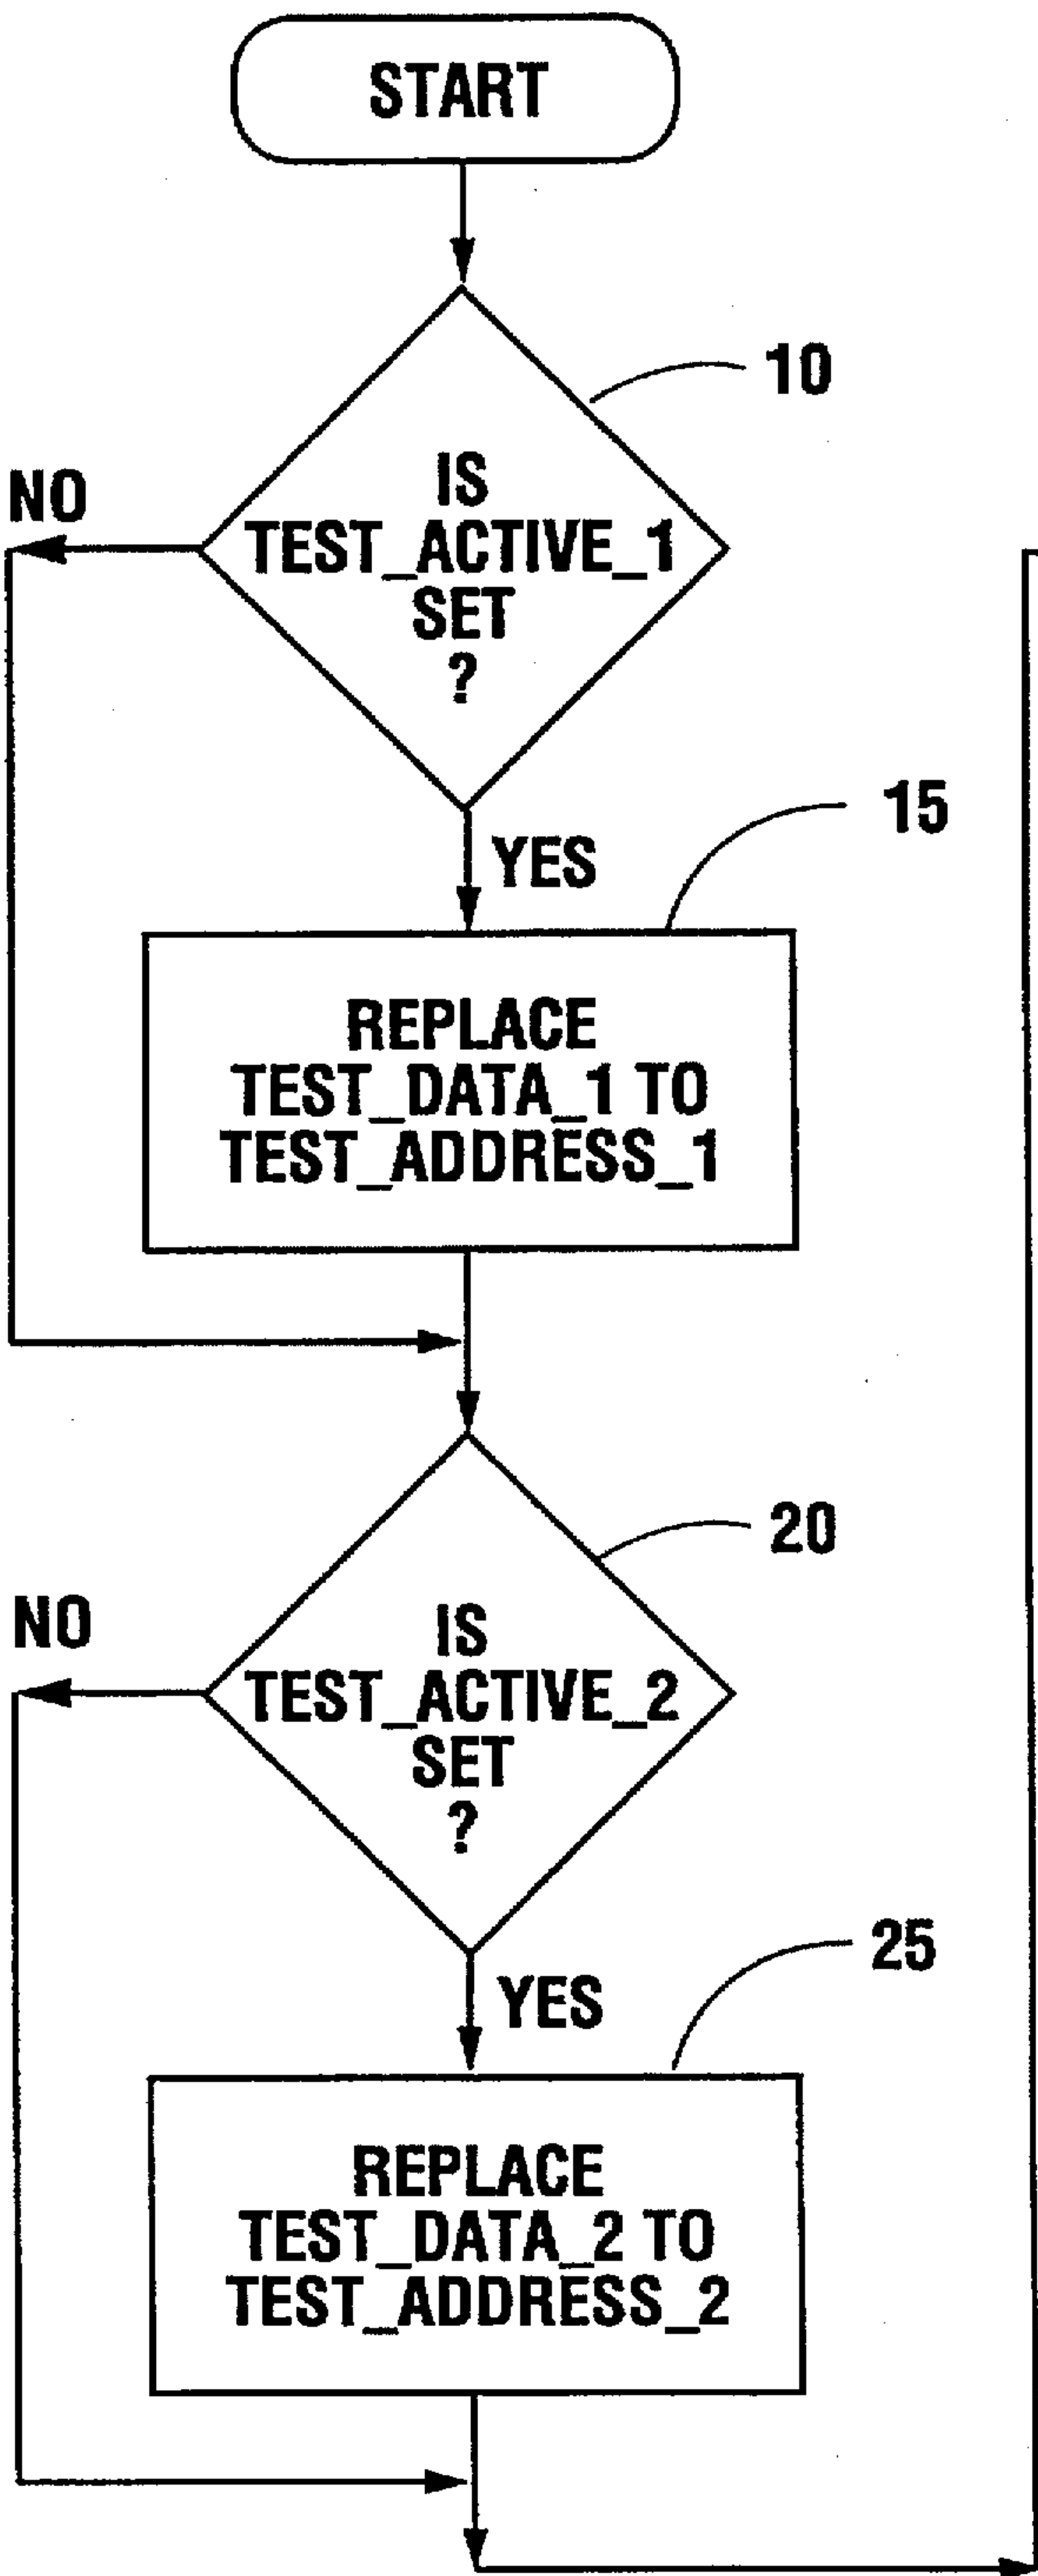 START
10
IS
NO
TEST_ACTIVE_1
SET
?
15
YES
REPLACE
TEST_DATA_1 TO
TEST_ADDRESS_1
20
IS
NO
TEST_ACTIVE_2
SET
?
25
YES
REPLACE
TEST_DATA_2 TO
TEST_ADDRESS_2